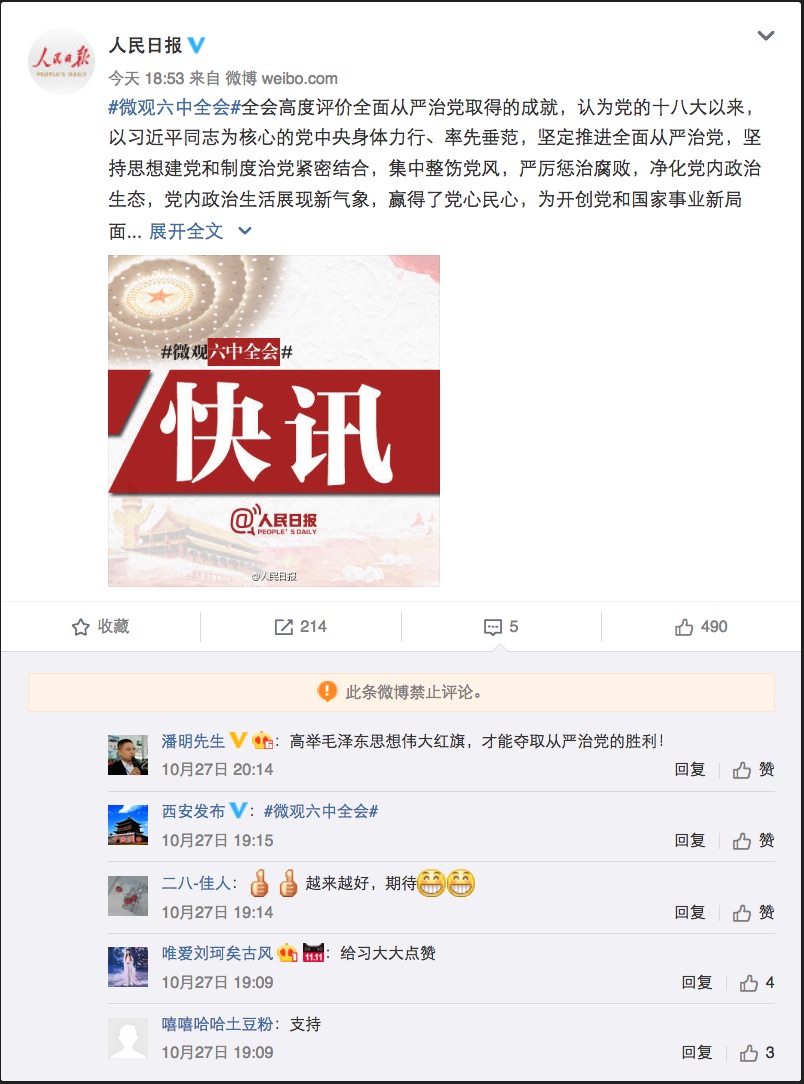 人民日报
PEOPLE'S DAILY
人民日报
今天 18:53 来自 微博 weibo.com
#微观六中全会#全会高度评价全面从严治党取得的成就，认为党的十八大以来，
以习近平同志为核心的党中央身体力行、率先垂范，坚定推进全面从严治党，坚
持思想建党和制度治党紧密结合，集中整饬党风，严厉惩治腐败，净化党内政治
生态，党内政治生活展现新气象，赢得了党心民心，为开创党和国家事业新局
面... 展开全文
#微观六中全会#
快讯
@人民日报
PEOPLE'S DAILY
@人民日报
收藏 214 5 490
此条微博禁止评论。
潘明先生：高举毛泽东思想伟大红旗，才能夺取从严治党的胜利！
10月27日 20:14 回复 赞
西安发布：#微观六中全会#
10月27日 19:15 回复 赞
二八-佳人：越来越好，期待
10月27日 19:14 回复 赞
唯爱刘珂矣古风 11.11：给习大大点赞
10月27日 19:09 回复 4
嘻嘻哈哈土豆粉：支持
10月27日 19:09 回复 3